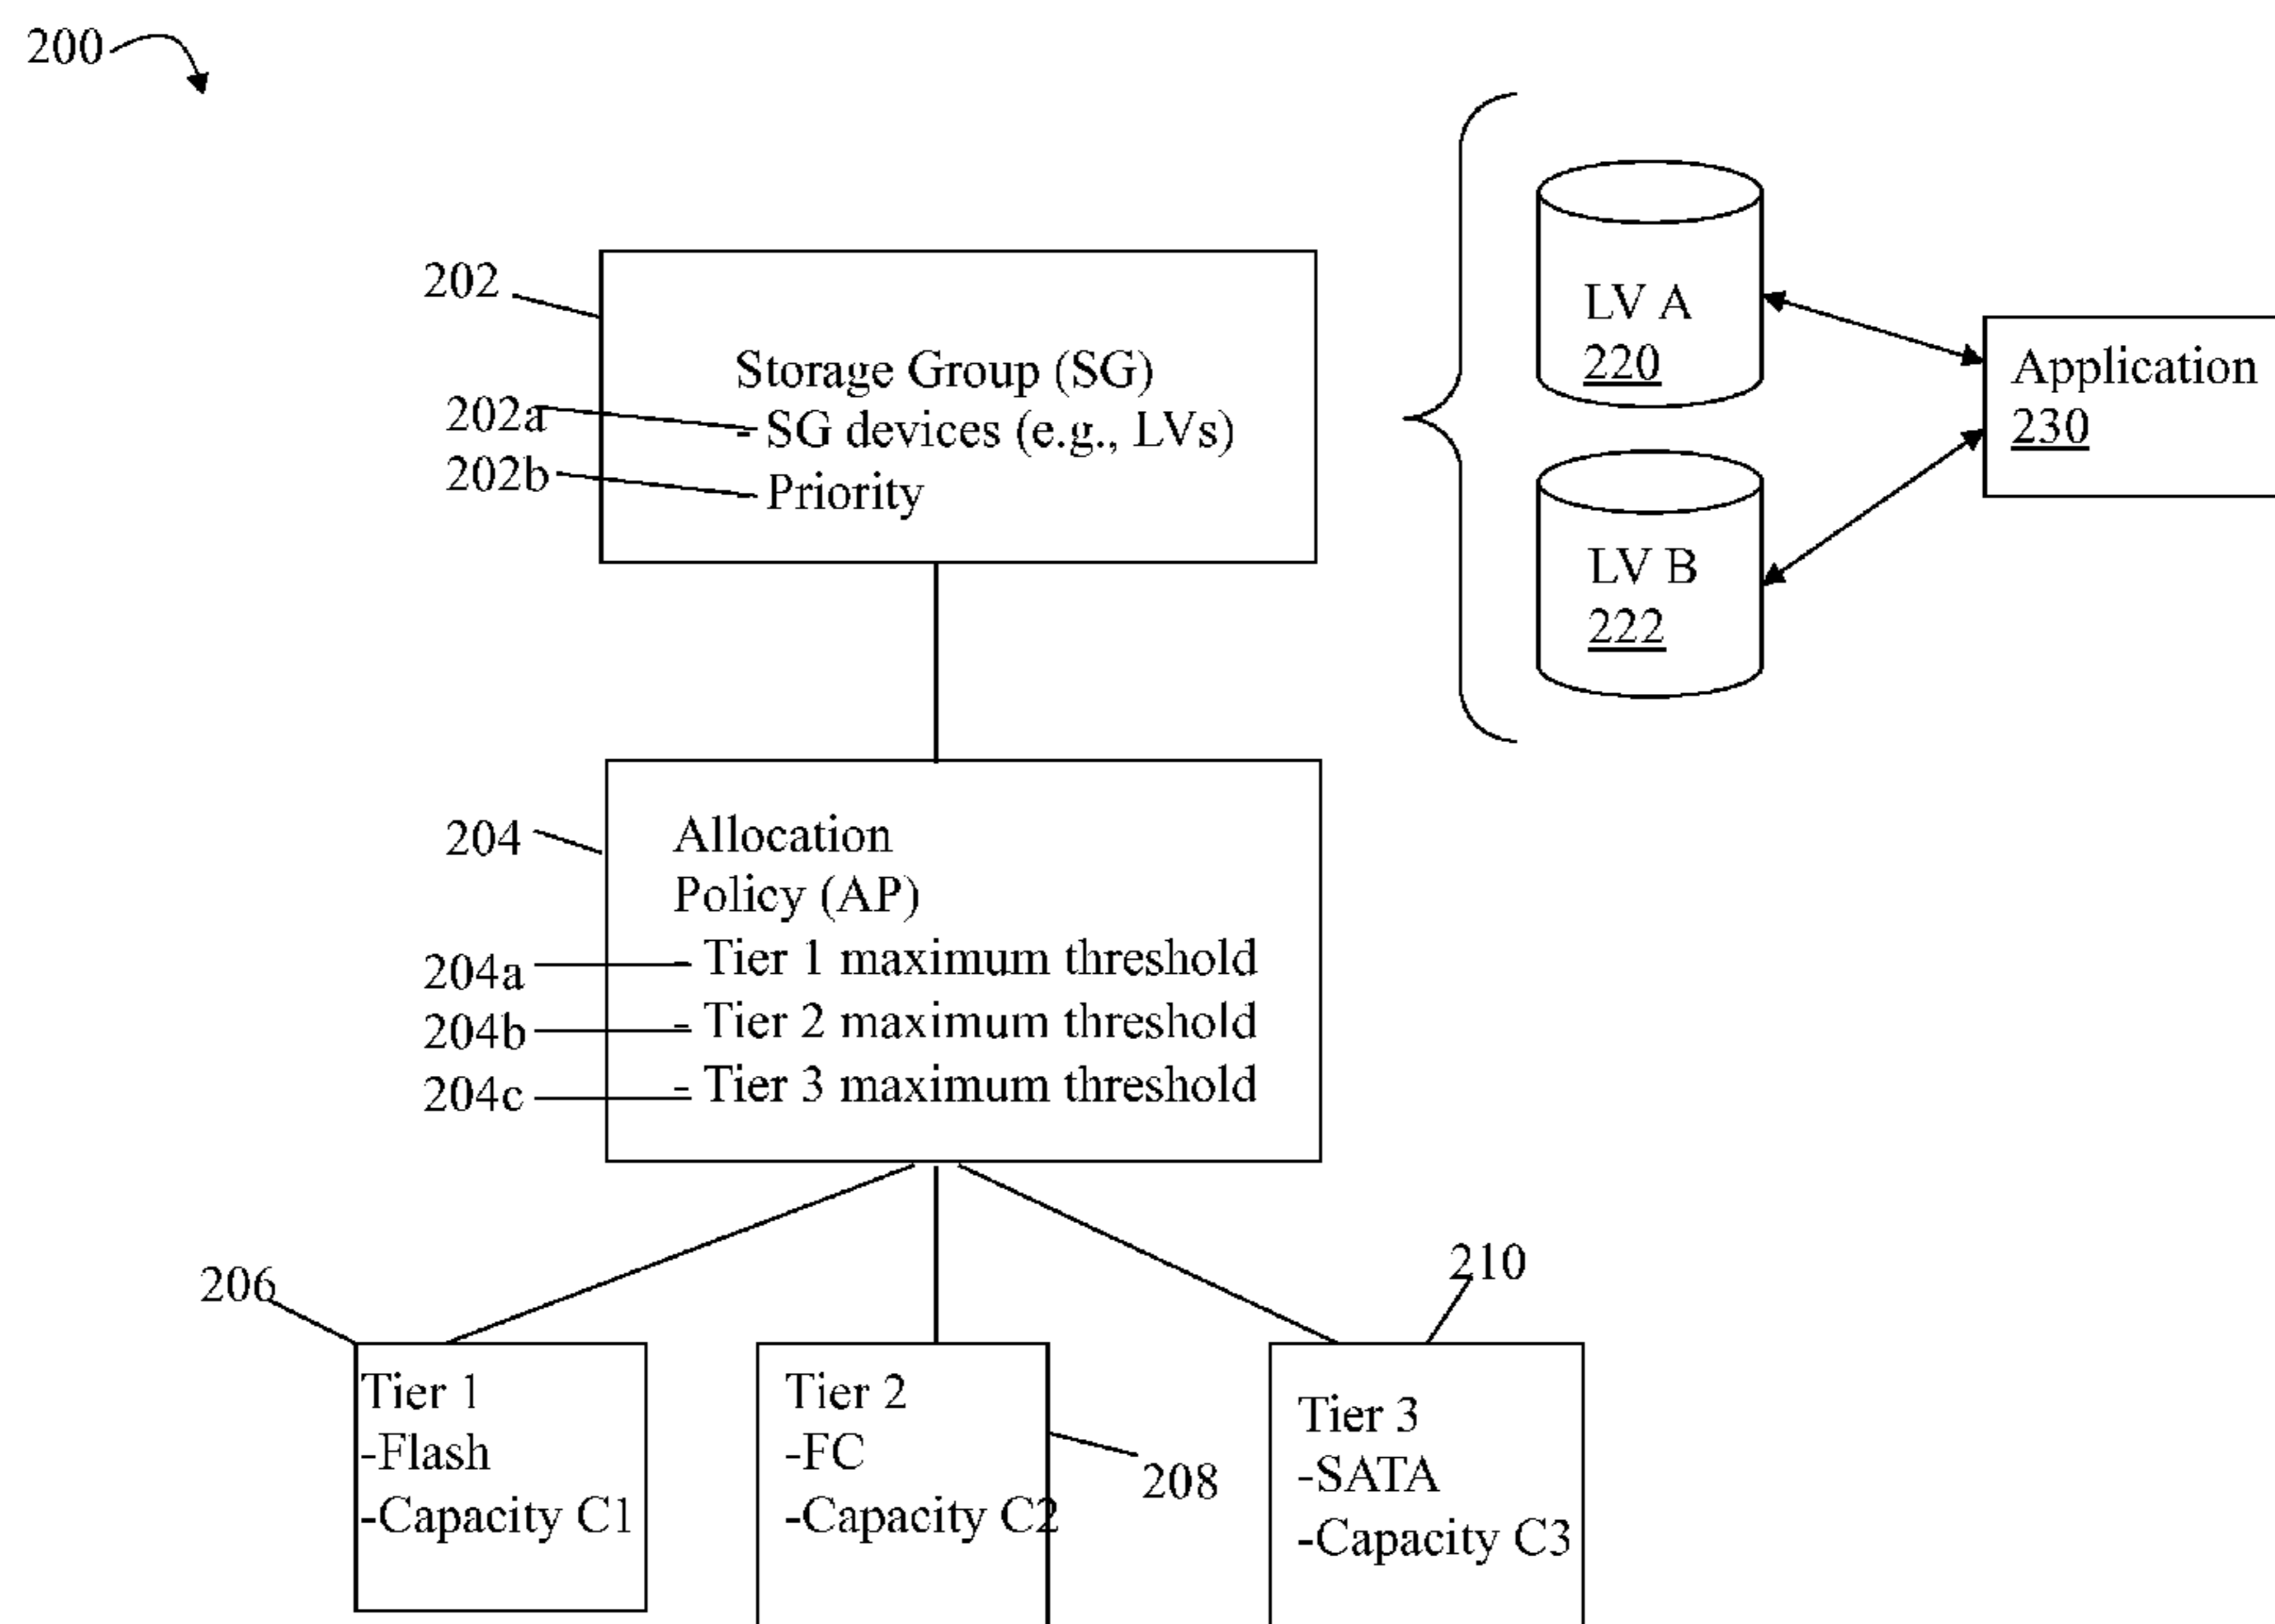 200
202
Storage Group (SG)
202a
- SG devices (e.g., LVs)
202b
- Priority
LV A
220
LV B
222
Application
230
204
Allocation
Policy (AP)
204a
- Tier 1 maximum threshold
204b
- Tier 2 maximum threshold
204c
- Tier 3 maximum threshold
206
Tier 1
-Flash
-Capacity C1
Tier 2
-FC
-Capacity C2
208
210
Tier 3
-SATA
-Capacity C3